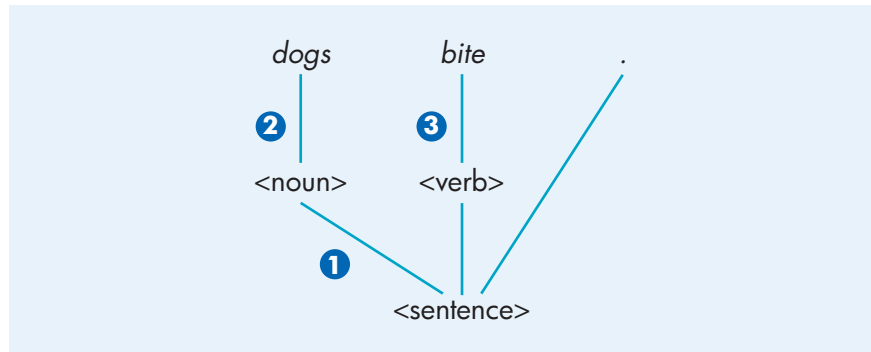 dogs bite .
2 3
<noun> <verb>
1
<sentence>